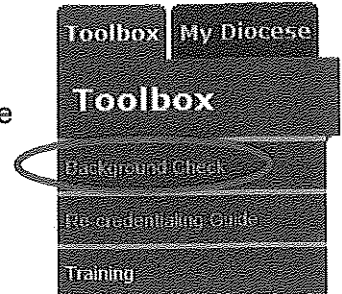 Toolbox My Diocese
Toolbox
e
Background Check
Re-credentialing Guide
Training